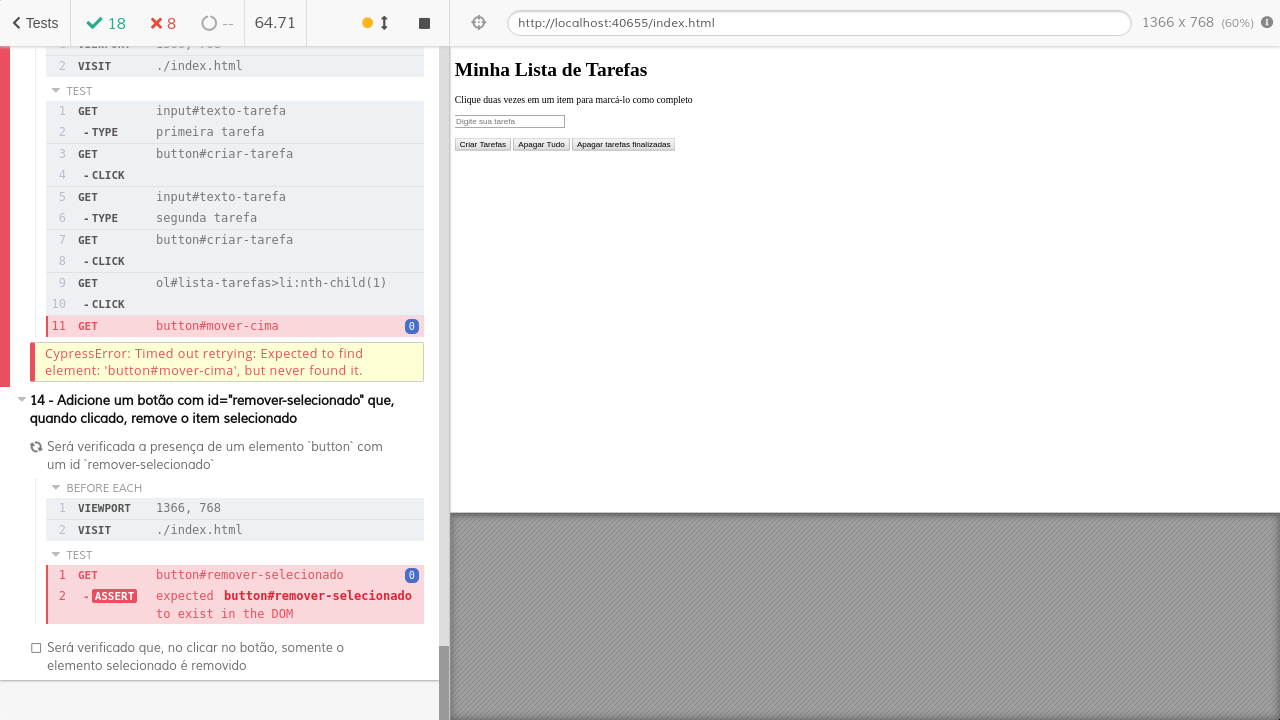 Tests 18 8 -- 64.71
http://localhost:40655/index.html 1366 x 768 (60%)
2 VISIT ./index.html
TEST
1 GET input#texto-tarefa
2 - TYPE primeira tarefa
3 GET button#criar-tarefa
4 - CLICK
5 GET input#texto-tarefa
6 - TYPE segunda tarefa
7 GET button#criar-tarefa
8 - CLICK
9 GET ol#lista-tarefas>li:nth-child(1)
10 - CLICK
11 GET button#mover-cima 0
CypressError: Timed out retrying: Expected to find
element: 'button#mover-cima', but never found it.
14 - Adicione um botão com id="remover-selecionado" que,
quando clicado, remove o item selecionado
Será verificada a presença de um elemento `button` com
um id `remover-selecionado`
BEFORE EACH
1 VIEWPORT 1366, 768
2 VISIT ./index.html
TEST
1 GET button#remover-selecionado 0
2 - ASSERT expected button#remover-selecionado
to exist in the DOM
Será verificado que, no clicar no botão, somente o
elemento selecionado é removido
Minha Lista de Tarefas
Clique duas vezes em um item para marcá-lo como completo
Digite sua tarefa
Criar Tarefas Apagar Tudo Apagar tarefas finalizadas